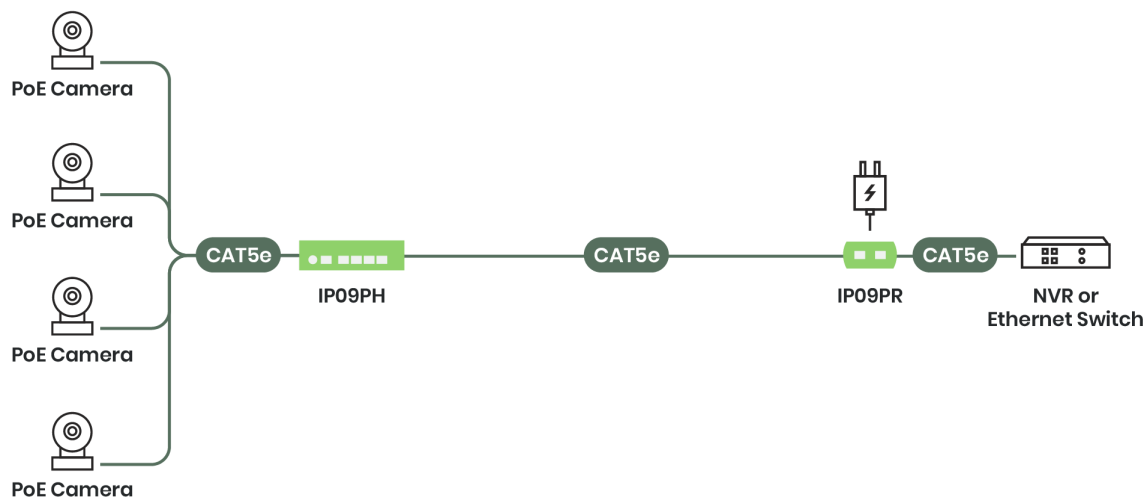 PoE Camera
PoE Camera
PoE Camera
PoE Camera
CAT5e
IP09PH
CAT5e
IP09PR
CAT5e
NVR or
Ethernet Switch